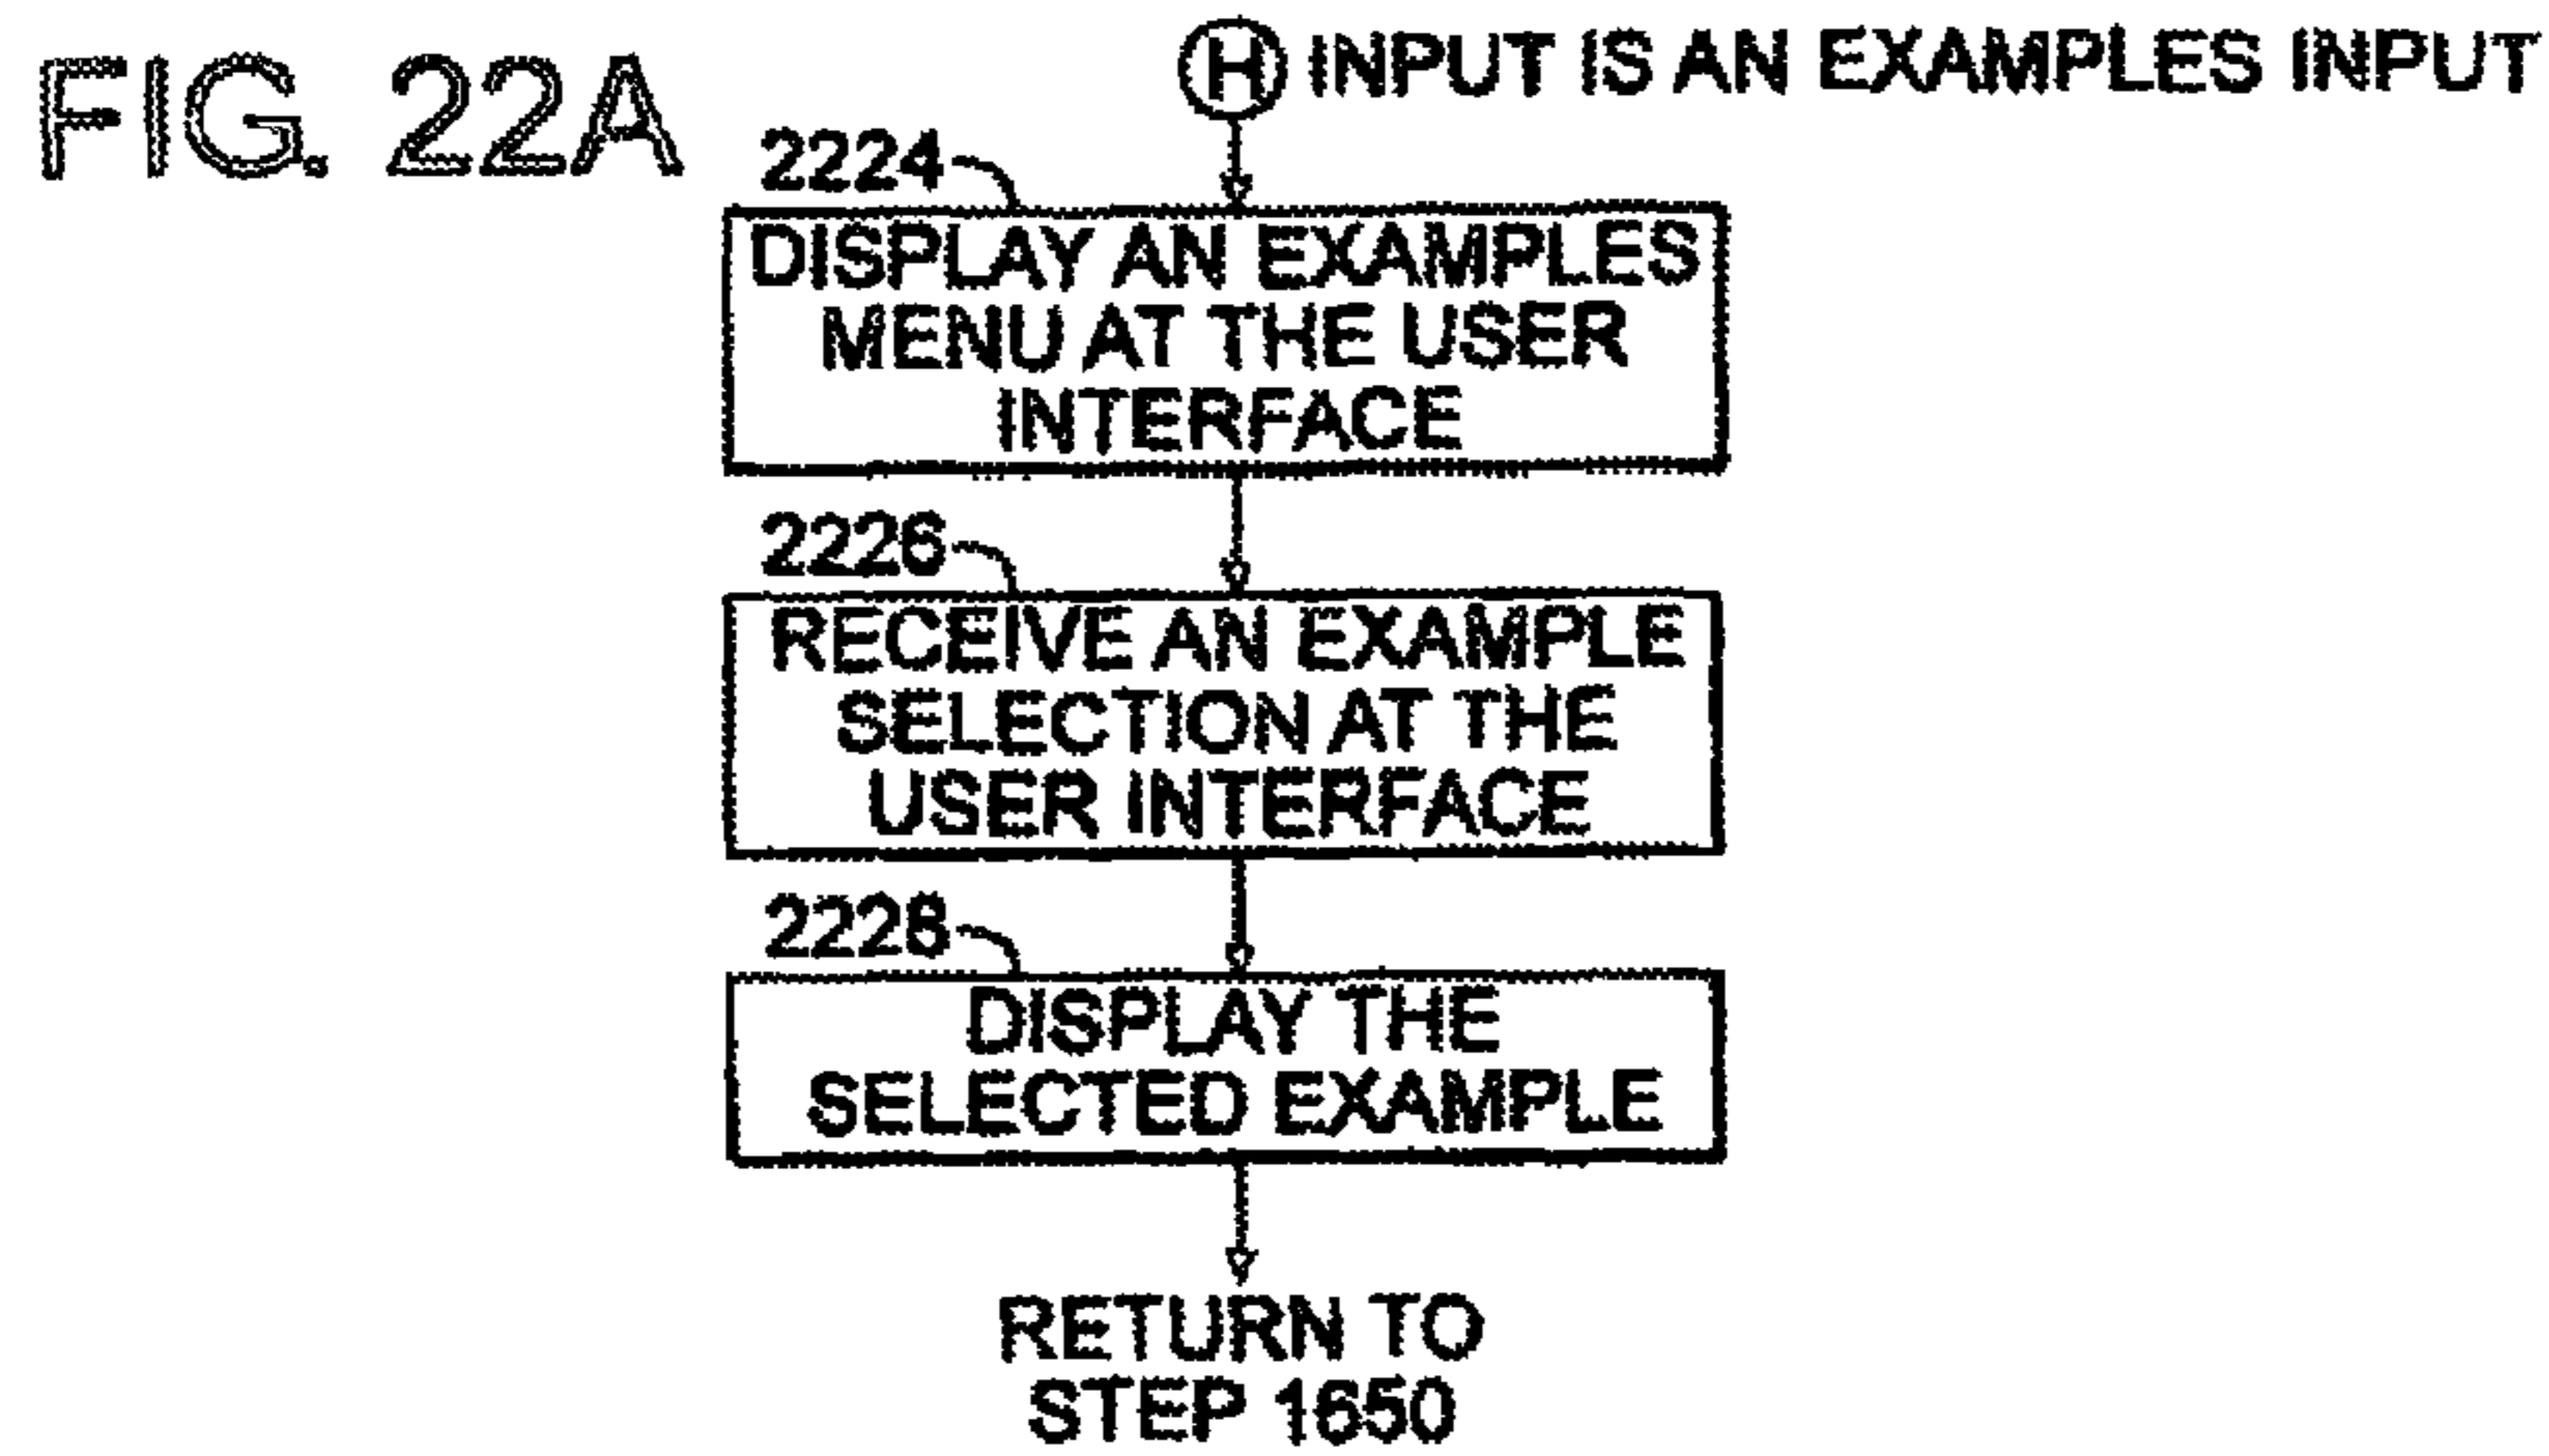 FIG. 22A
H INPUT IS AN EXAMPLES INPUT
2224
DISPLAY AN EXAMPLES
MENU AT THE USER
INTERFACE
2226
RECEIVE AN EXAMPLE
SELECTION AT THE
USER INTERFACE
2228
DISPLAY THE
SELECTED EXAMPLE
RETURN TO
STEP 1650